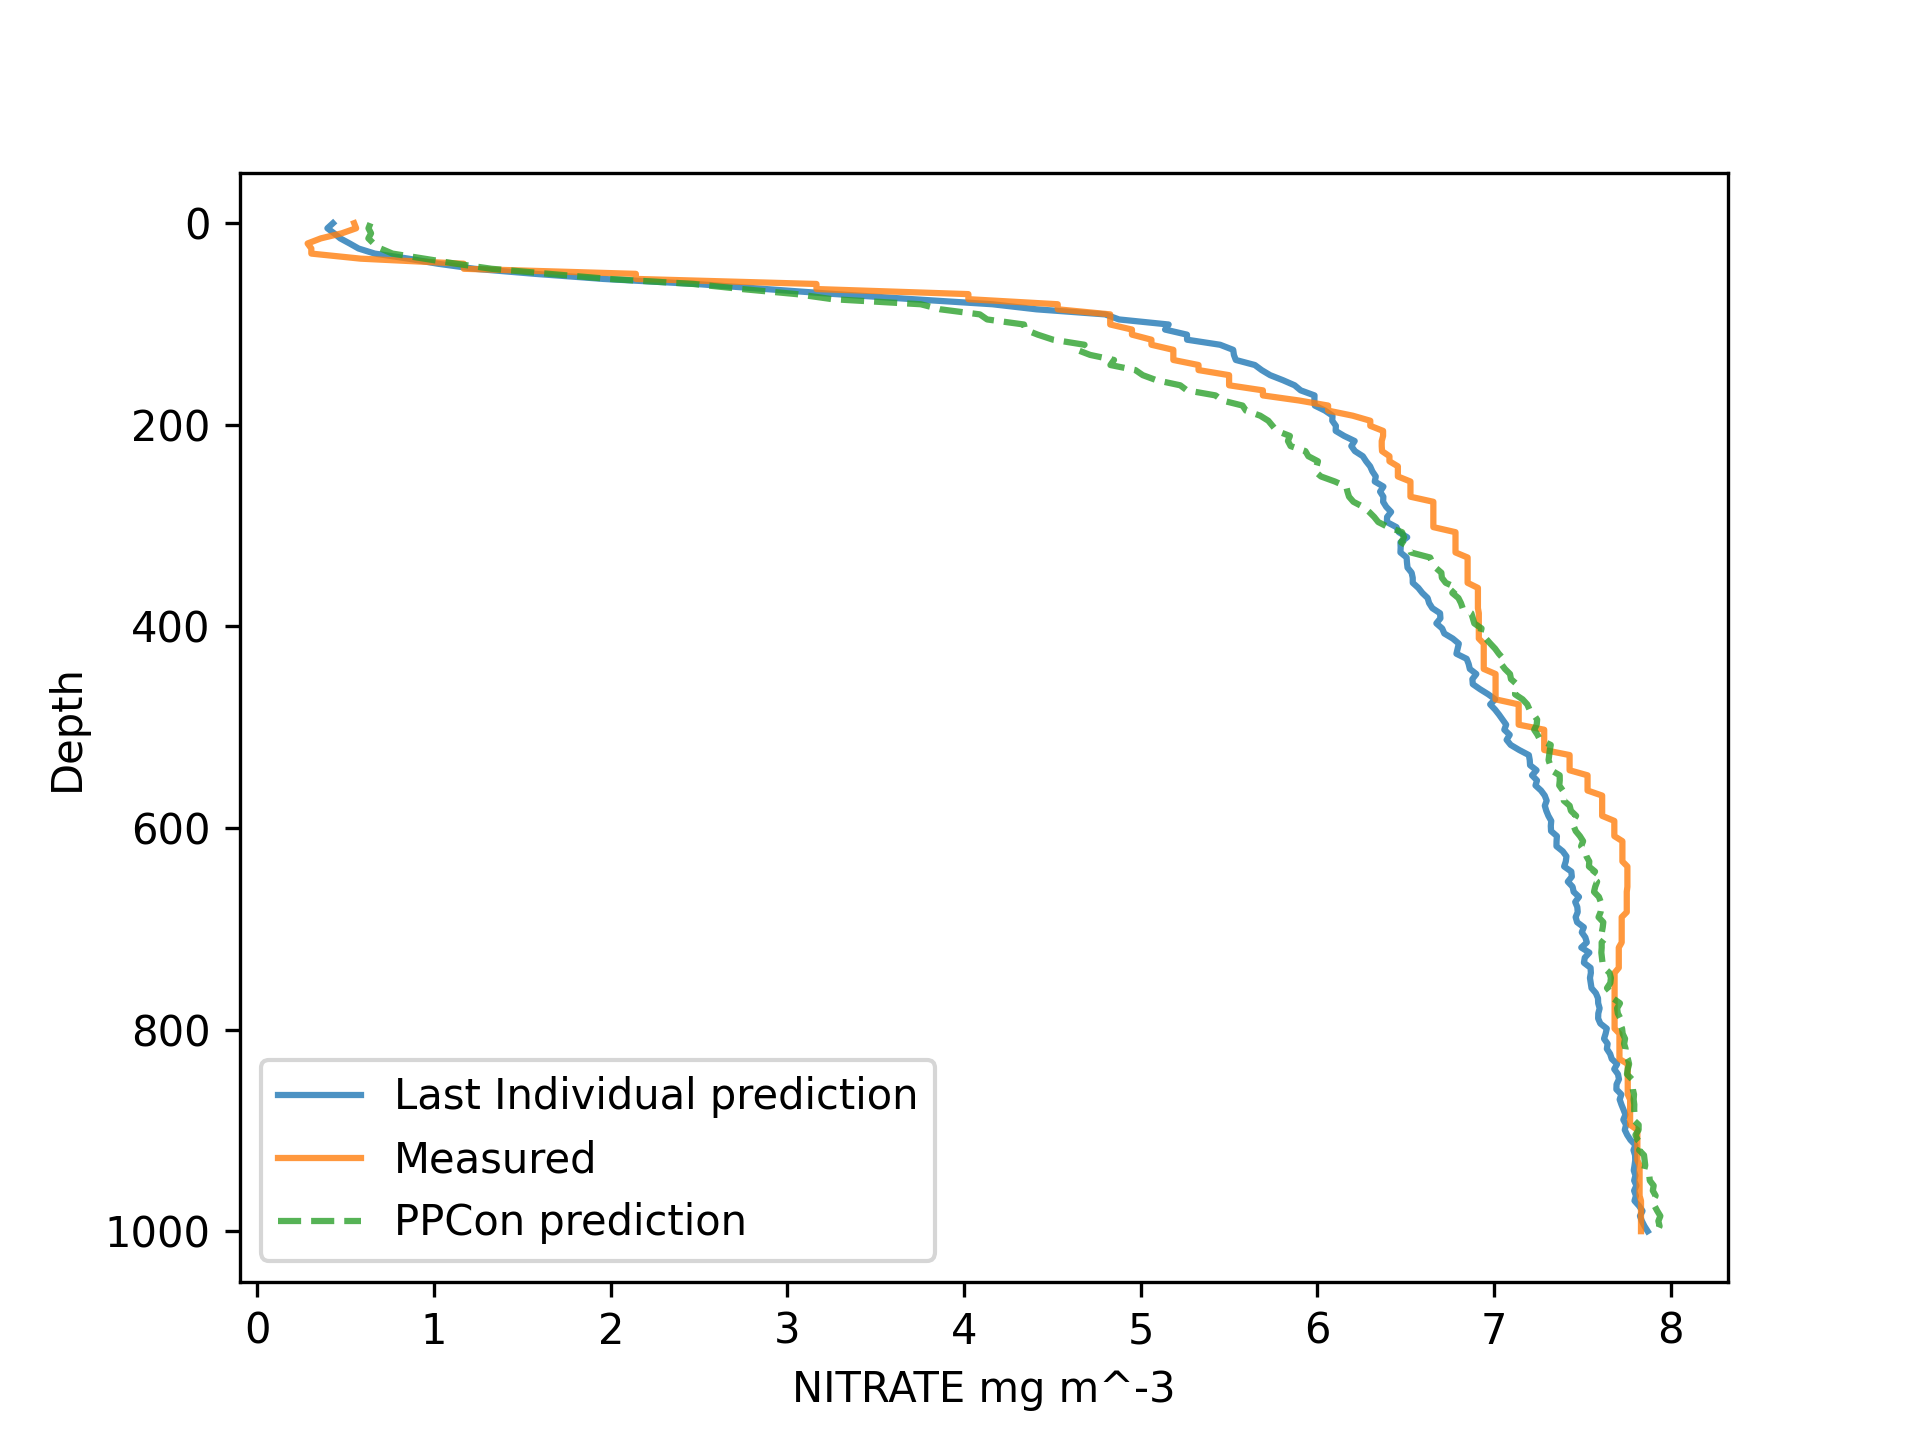 0
200
400
600
800
1000
Depth
Last Individual prediction
Measured
PPCon prediction
0 1 2 3 4 5 6 7 8
NITRATE mg m^-3